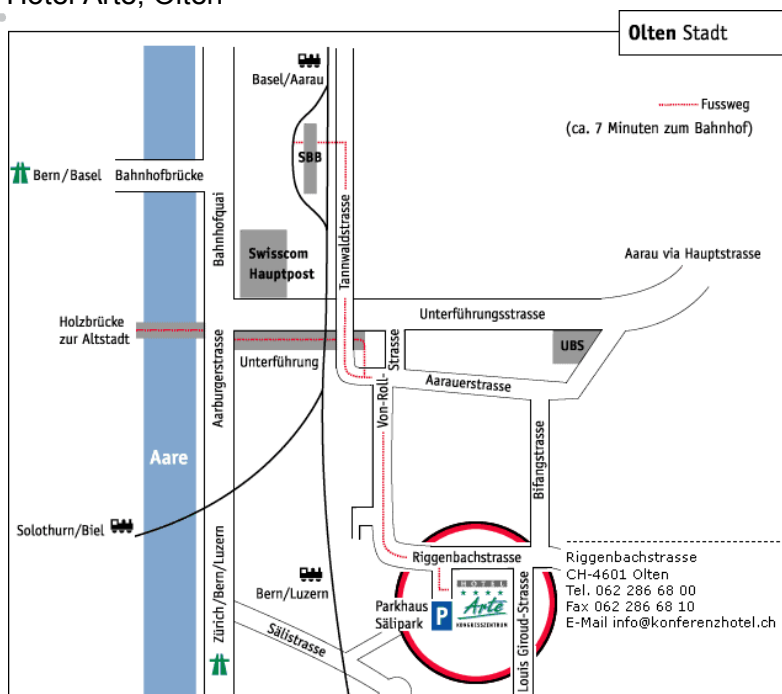 Hotel Arte, Olten
Olten Stadt
Basel/Aarau
Fussweg
(ca. 7 Minuten zum Bahnhof)
SBB
Bern/Basel
Bahnhofbrücke
Bahnhofquai
Tannwaldstrasse
Swisscom
Hauptpost
Aarau via Hauptstrasse
Unterführungsstrasse
Holzbrücke
zur Altstadt
Aarburgerstrasse
Unterführung
Von-Roll-
Strasse
UBS
Aarauerstrasse
Bifangstrasse
Aare
Solothurn/Biel
Zürich/Bern/Luzern
Bern/Luzern
Riggenbachstrasse
Riggenbachstrasse
CH-4601 Olten
Tel. 062 286 68 00
Fax 062 286 68 10
E-Mail info@konferenzhotel.ch
Parkhaus
Sälipark
P
HOTEL
Arte
KONGRESSZENTRUM
Louis Giroud-Strasse
Sälistrasse